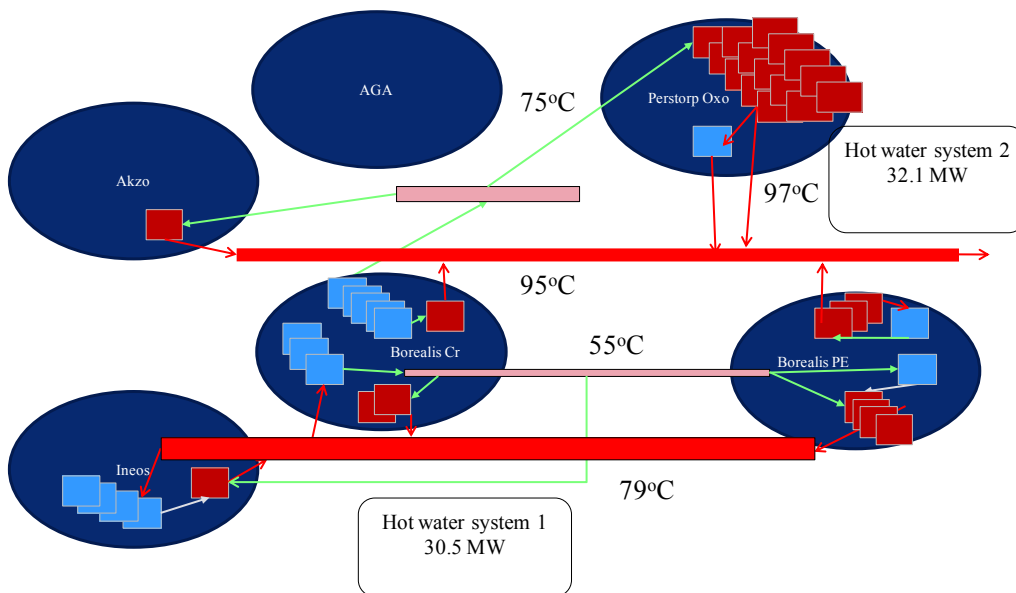 AGA
75°C
Perstorp Oxo
Hot water system 2
32.1 MW
Akzo
97°C
95°C
Borealis Cr
55°C
Borealis PE
Ineos
79°C
Hot water system 1
30.5 MW